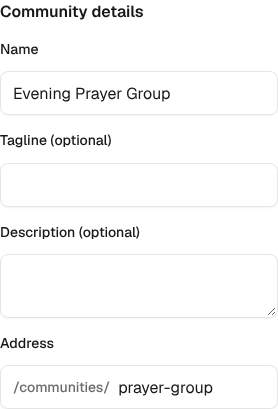 Community details
Name
Evening Prayer Group
Tagline (optional)
Description (optional)
Address
/communities/ prayer-group